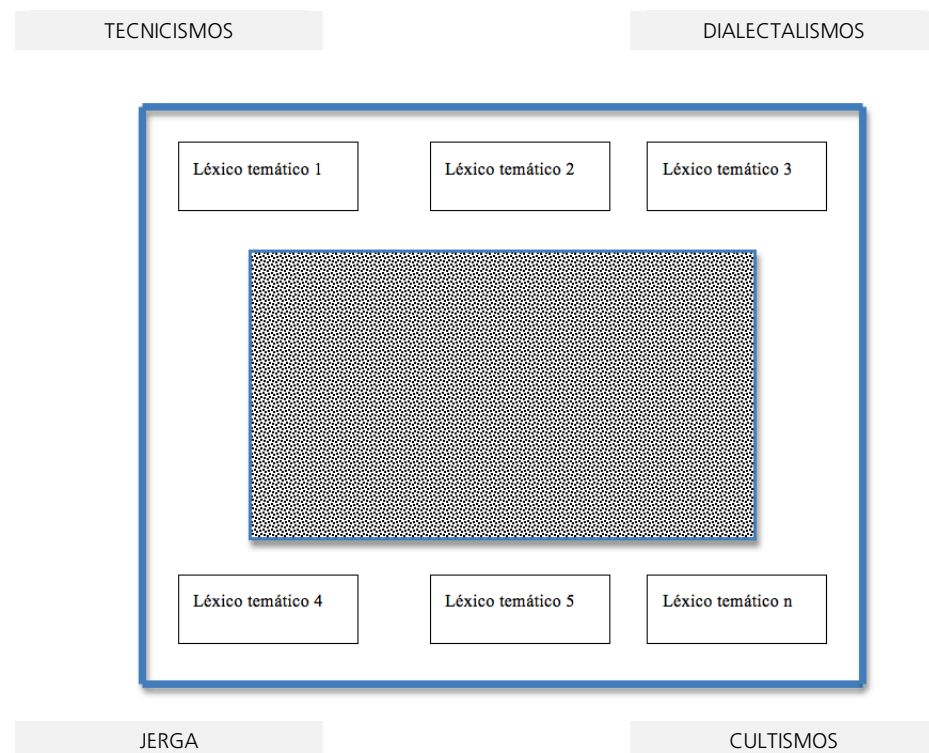 TECNICISMOS
DIALECTALISMOS
Léxico temático 1
Léxico temático 2
Léxico temático 3
Léxico temático 4
Léxico temático 5
Léxico temático n
JERGA
CULTISMOS